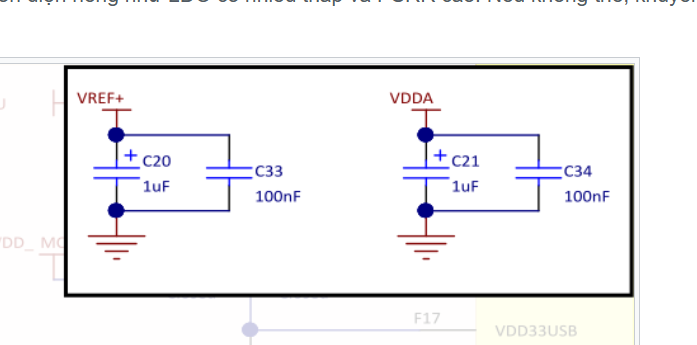 VREF+
VDDA
C20
1uF
C33
100nF
C21
1uF
C34
100nF
F17
VDD33USB